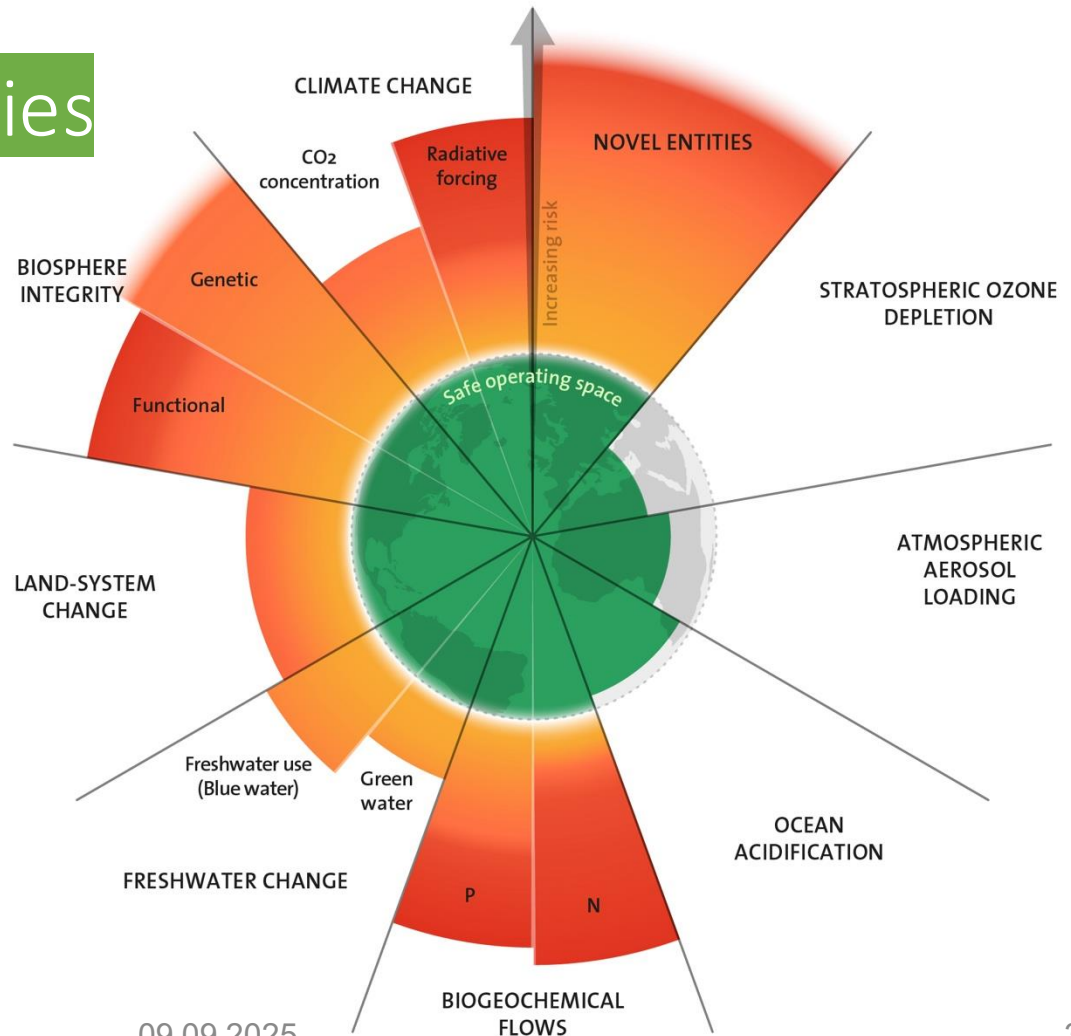 ies
CLIMATE CHANGE
CO2
concentration
Radiative
forcing
NOVEL ENTITIES
Increasing risk
BIOSPHERE
INTEGRITY
Genetic
STRATOSPHERIC OZONE
DEPLETION
Functional
Safe operating space
ATMOSPHERIC
AEROSOL
LOADING
LAND-SYSTEM
CHANGE
Freshwater use
(Blue water)
Green
water
OCEAN
ACIDIFICATION
FRESHWATER CHANGE
P
N
BIOGEOCHEMICAL
FLOWS
09.09.2025